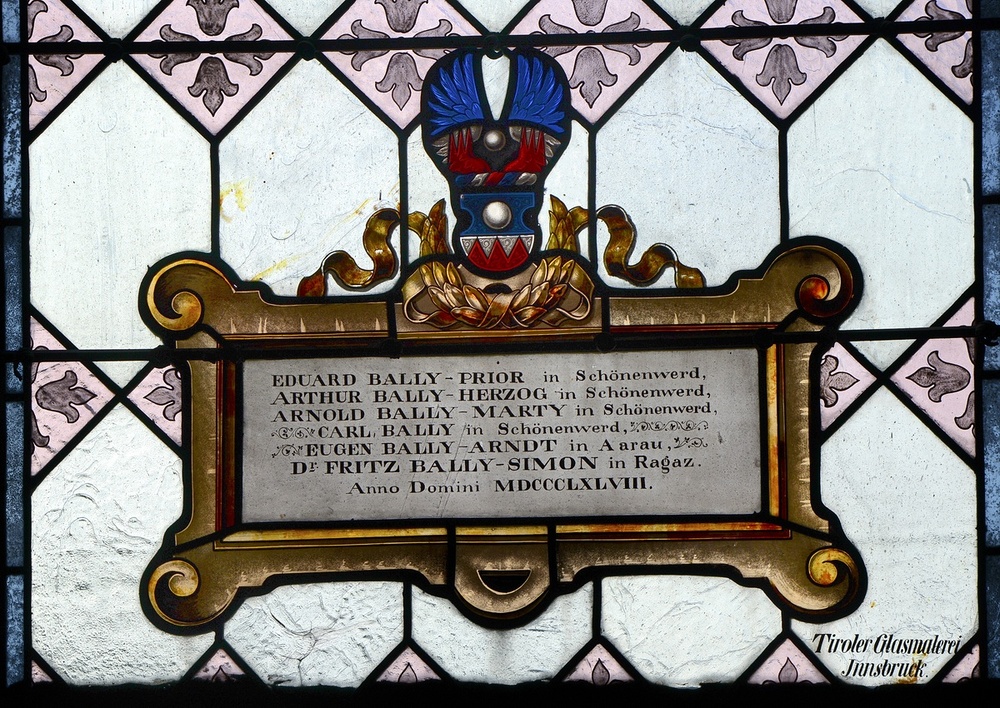 EDUARD BALLY-PRIOR in Schönenwerd,
ARTHUR BALLY-HERZOG in Schönenwerd,
ARNOLD BALLY-MARTY in Schönenwerd,
CARL BALLY in Schönenwerd,
EUGEN BALLY-ARNDT in Aarau,
Dr FRITZ BALLY-SIMON in Ragaz.
Anno Domini MDCCCLXLVIII.
Tiroler Glasmalerei
Innsbruck.